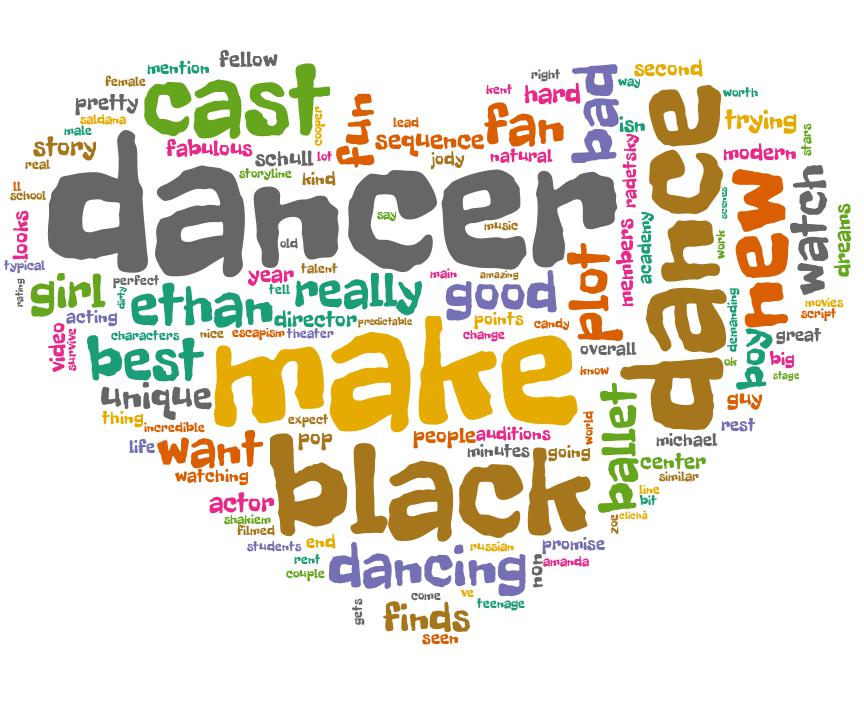 fellow
mention
female
pretty
cast
saldana
male
cooper
story
fabulous
real
schull
lot
storyline
kind
fun
lead
sequence
jody
kent
right
hard
fan
natural
bad
way
second
isn
worth
trying
stars
modern
radetsky
ll
school
looks
typical
dancer
say
music
old
dance
scenes
work
new
watch
dreams
members
academy
rating
girl
dirty
perfect
year
talent
tell
main
amazing
acting
ethan
really
good
plot
movies
script
director
predictable
points
candy
video
survive
characters
nice
escapism
theater
change
overall
demanding
boy
great
best
make
know
ok
big
stage
unique
guy
thing
incredible
expect
pop
people
auditions
world
ballet
rest
michael
life
want
black
minutes
going
center
similar
watching
line
bit
actor
shakiem
filmed
zoe
clichã
students
end
russian
promise
rent
couple
dancing
non
amanda
come
ve
teenage
gets
finds
seen